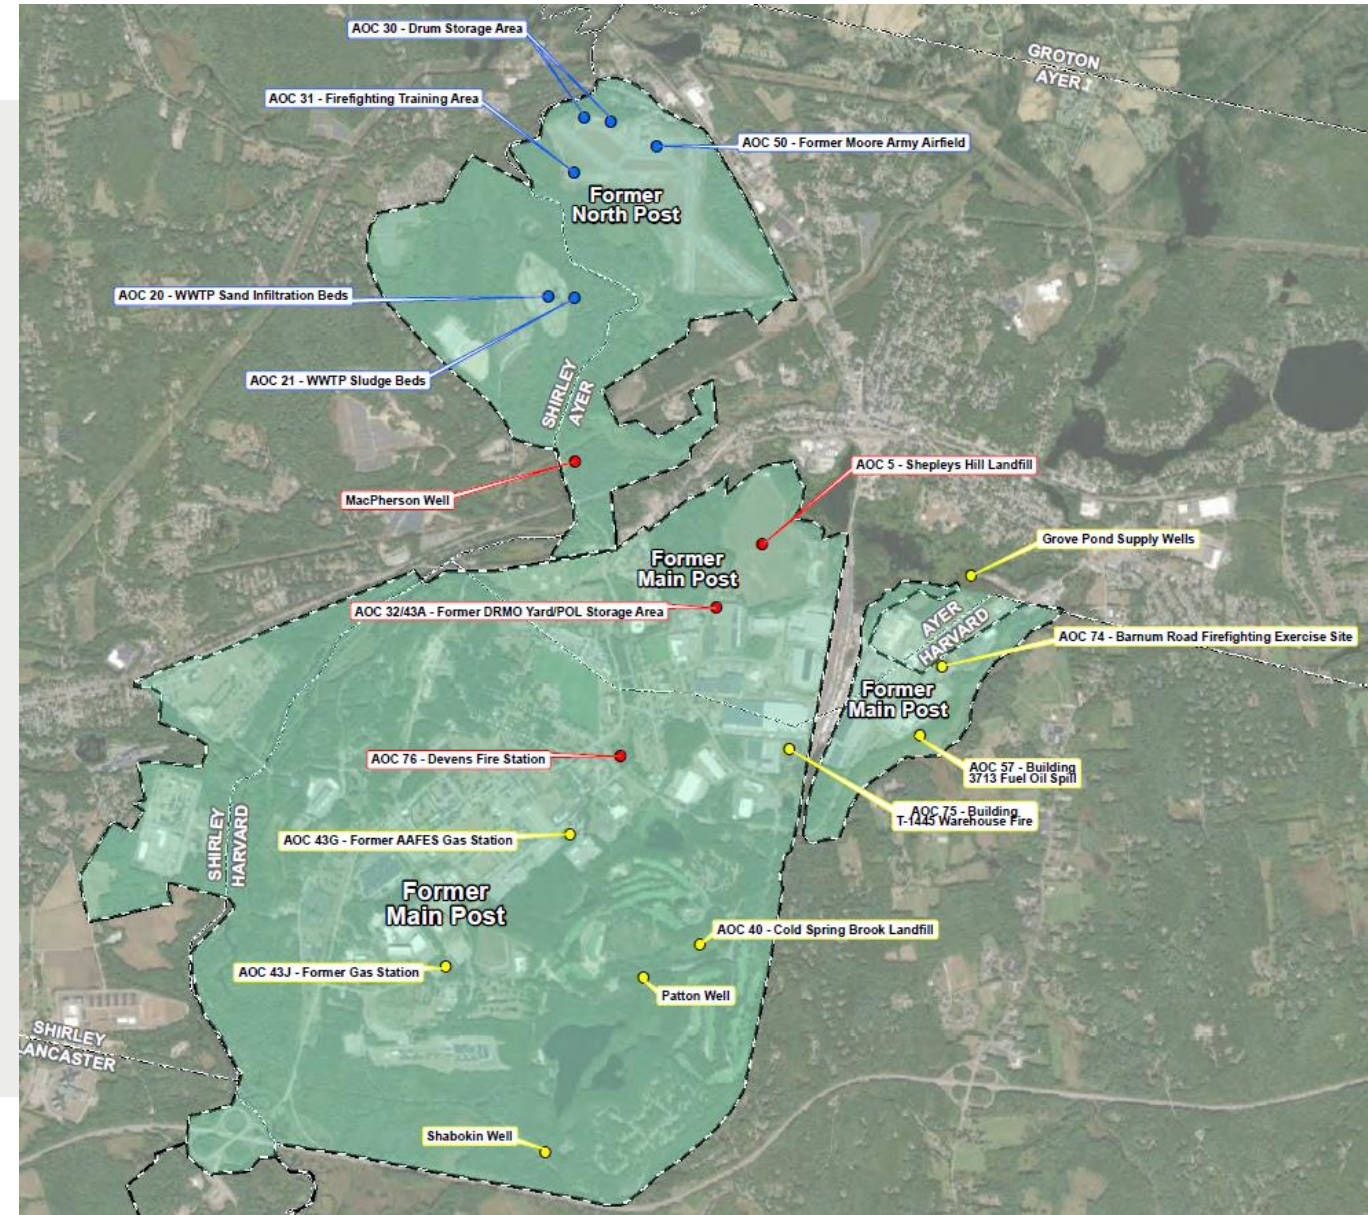 AOC 30 - Drum Storage Area
GROTON
AYER
AOC 31 - Firefighting Training Area
AOC 50 - Former Moore Army Airfield
Former
North Post
AOC 20 - WWTP Sand Infiltration Beds
AOC 21 - WWTP Sludge Beds
SHIRLEY
AYER
AOC 5 - Shepleys Hill Landfill
MacPherson Well
Grove Pond Supply Wells
Former
Main Post
AOC 32/43A - Former DRMO Yard/POL Storage Area
AYER
HARVARD
AOC 74 - Barnum Road Firefighting Exercise Site
Former
Main Post
AOC 76 - Devens Fire Station
AOC 57 - Building
3713 Fuel Oil Spill
AOC 75 - Building
T-1445 Warehouse Fire
SHIRLEY
HARVARD
AOC 43G - Former AAFES Gas Station
Former
Main Post
AOC 40 - Cold Spring Brook Landfill
AOC 43J - Former Gas Station
Patton Well
SHIRLEY
LANCASTER
Shabokin Well